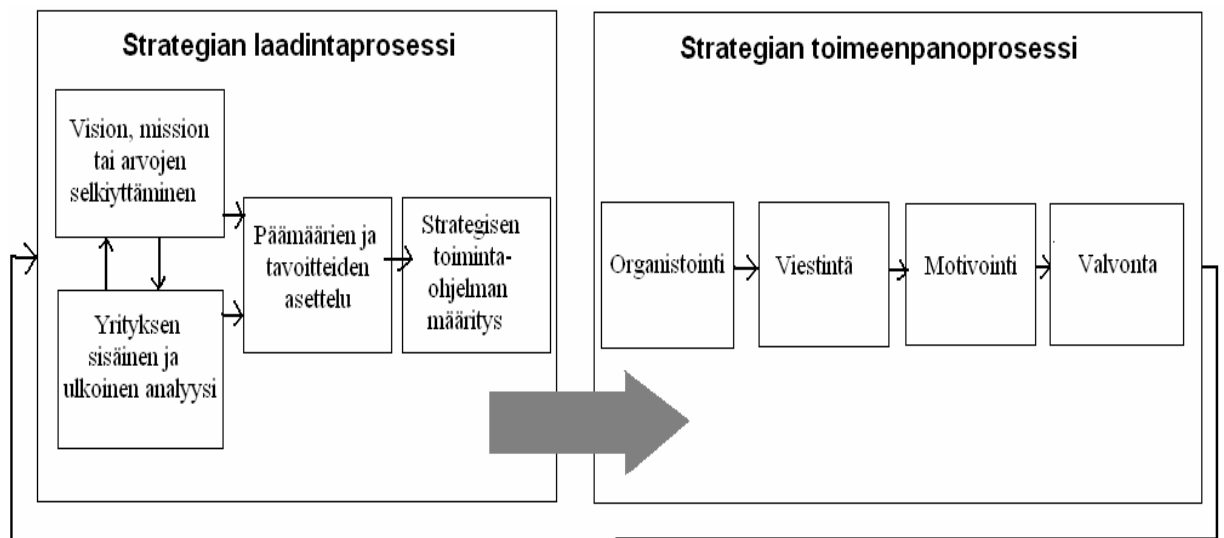 Strategian laadintaprosessi
Vision, mission
tai arvojen
selkiyttäminen
Yrityksen
sisäinen ja
ulkoinen analyysi
Päämäärien ja
tavoitteiden
asettelu
Strategisen
toiminta-
ohjelman
määritys
Strategian toimeenpanoprosessi
Organistointi
Viestintä
Motivointi
Valvonta